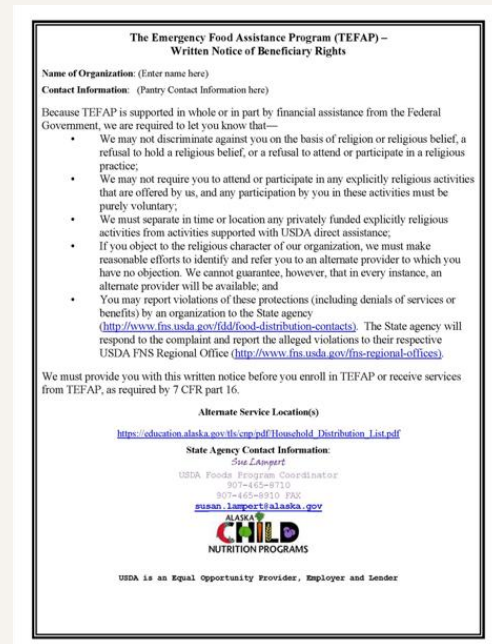 The Emergency Food Assistance Program (TEFAP) –
Written Notice of Beneficiary Rights
Name of Organization: (Enter name here)
Contact Information: (Pantry Contact Information here)
Because TEFAP is supported in whole or in part by financial assistance from the Federal
Government, we are required to let you know that—
• We may not discriminate against you on the basis of religion or religious belief, a
refusal to hold a religious belief, or a refusal to attend or participate in a religious
practice;
• We may not require you to attend or participate in any explicitly religious activities
that are offered by us, and any participation by you in these activities must be
purely voluntary;
• We must separate in time or location any privately funded explicitly religious
activities from activities supported with USDA direct assistance;
• If you object to the religious character of our organization, we must make
reasonable efforts to identify and refer you to an alternate provider to which you
have no objection. We cannot guarantee, however, that in every instance, an
alternate provider will be available; and
• You may report violations of these protections (including denials of services or
benefits) by an organization to the State agency
(http://www.fns.usda.gov/fdd/food-distribution-contacts). The State agency will
respond to the complaint and report the alleged violations to their respective
USDA FNS Regional Office (http://www.fns.usda.gov/fns-regional-offices).
We must provide you with this written notice before you enroll in TEFAP or receive services
from TEFAP, as required by 7 CFR part 16.
Alternate Service Location(s)
https://education.alaska.gov/tls/cnp/pdf/Household_Distribution_List.pdf
State Agency Contact Information:
Sue Lampert
USDA Foods Program Coordinator
907-465-8710
907-465-8910 FAX
susan.lampert@alaska.gov
ALASKA
CHILD
NUTRITION PROGRAMS
USDA is an Equal Opportunity Provider, Employer and Lender